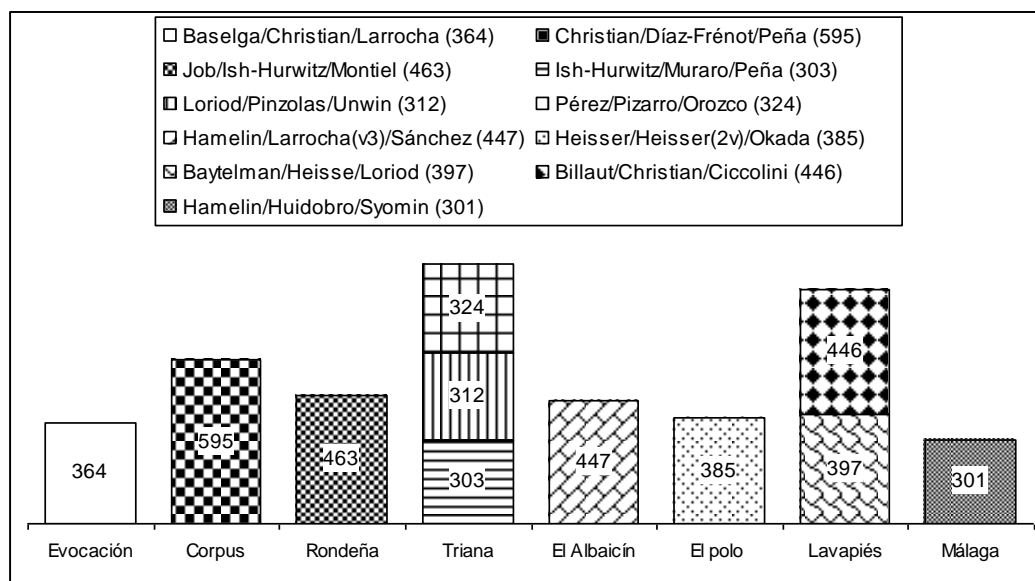 Baselga/Christian/Larrocha (364) Christian/Díaz-Frénot/Peña (595)
Job/Ish-Hurwitz/Montiel (463) Ish-Hurwitz/Muraro/Peña (303)
Loriod/Pinzolas/Unwin (312) Pérez/Pizarro/Orozco (324)
Hamelin/Larrocha(v3)/Sánchez (447) Heisser/Heisser(2v)/Okada (385)
Baytelman/Heisse/Loriod (397) Billaut/Christian/Ciccolini (446)
Hamelin/Huidobro/Syomin (301)
324
446
312
595
447
364 463 303 385 397 301
Evocación Corpus Rondeña Triana El Albaicín El polo Lavapiés Málaga